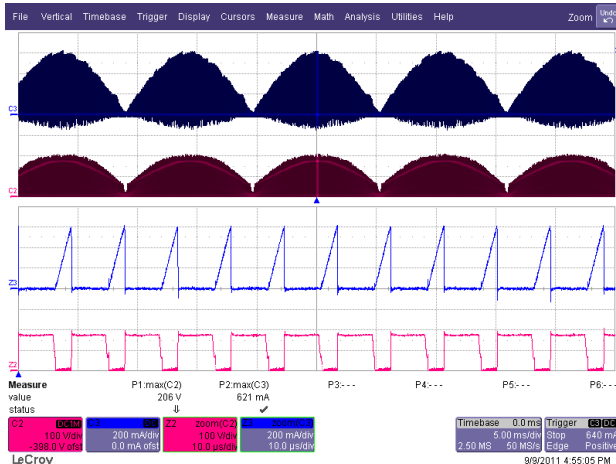 File Vertical Timebase Trigger Display Cursors Measure Math Analysis Utilities Help Zoom Undo
C3
C2
Measure P1:max(C2) P2:max(C3) P3:- - - P4:- - - P5:- - - P6:- - -
value 206 V 621 mA
status
C2 DC1M Z2 zoom(C2) Timebase 0.0 ms Trigger C3 DC
100 V/div 200 mA/div 100 V/div 200 mA/div 5.00 ms/div Stop 640 mA
-398.0 V ofst 0.0 mA ofst 10.0 µs/div 10.0 µs/div 2.50 MS 50 MS/s Edge Positive
LeCroy 9/9/2011 4:55:05 PM